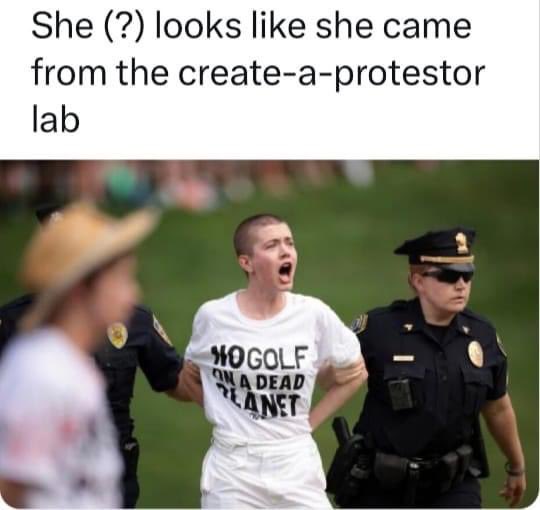 She (?) looks like she came
from the create-a-protestor
lab
NO GOLF
ON A DEAD
PLANET